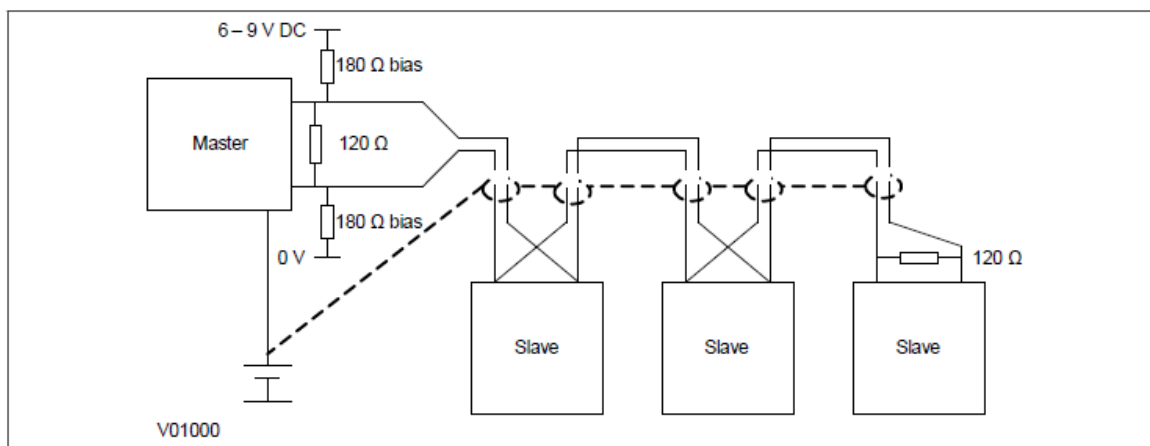 6 – 9 V DC
180 Ω bias
Master
120 Ω
180 Ω bias
0 V
120 Ω
Slave
Slave
Slave
V01000